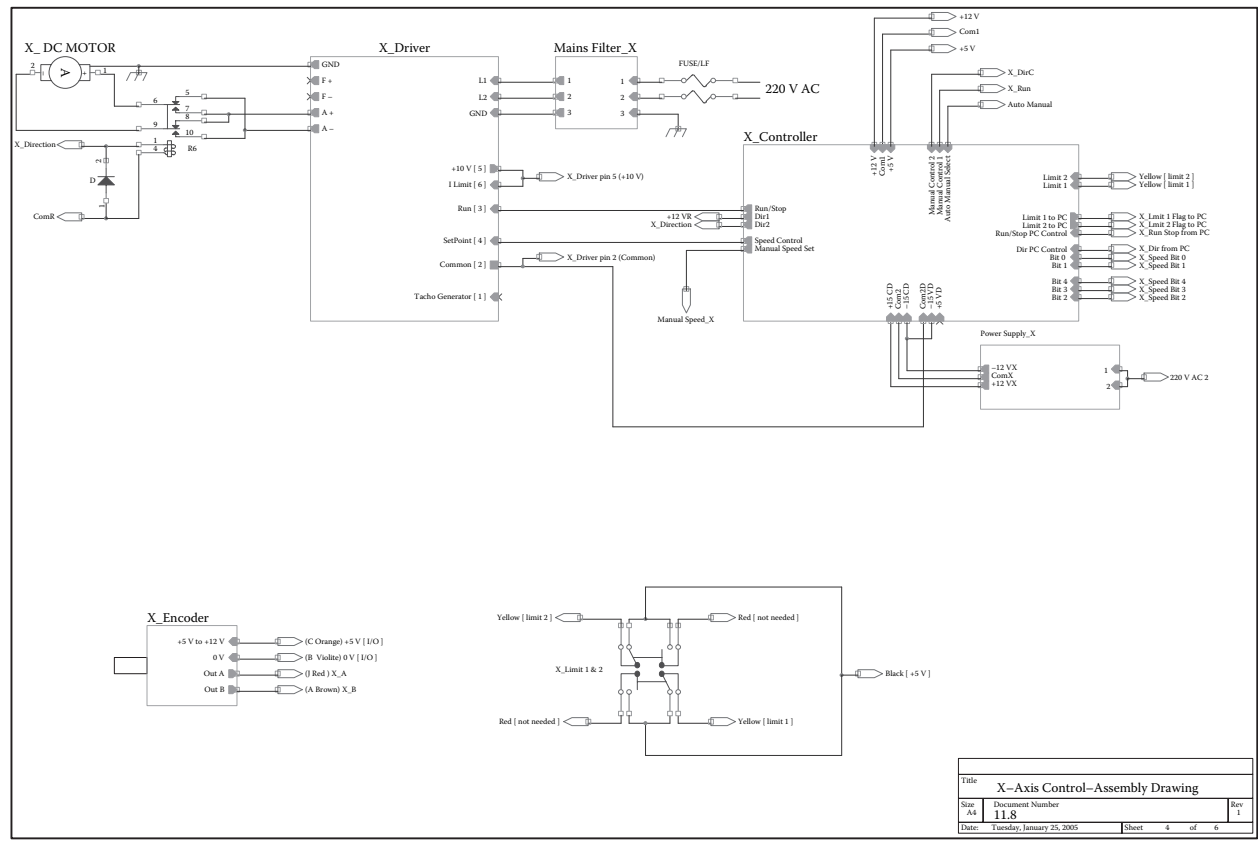 X_ DC MOTOR
2
A
1
6
9
5
7
8
10
1
4
R6
X_Direction
2
D
1
ComR
X_Driver
GND
F +
F –
A +
A –
L1
L2
GND
+10 V [ 5 ]
I Limit [ 6 ]
Run [ 3 ]
SetPoint [ 4 ]
Common [ 2 ]
Tacho Generator [ 1 ]
X_Driver pin 5 (+10 V)
X_Driver pin 2 (Common)
Mains Filter_X
1
2
3
1
2
3
FUSE/LF
220 V AC
+12 V
Com1
+5 V
X_DirC
X_Run
Auto Manual
X_Controller
+12 V
Com1
+5 V
Manual Control 2
Manual Control 1
Auto Manual Select
Run/Stop
Dir1
Dir2
Speed Control
Manual Speed Set
+12 VR
X_Direction
Manual Speed_X
Limit 2
Limit 1
Limit 1 to PC
Limit 2 to PC
Run/Stop PC Control
Dir PC Control
Bit 0
Bit 1
Bit 4
Bit 3
Bit 2
Yellow [ limit 2 ]
Yellow [ limit 1 ]
X_Lmit 1 Flag to PC
X_Lmit 2 Flag to PC
X_Run Stop from PC
X_Dir from PC
X_Speed Bit 0
X_Speed Bit 1
X_Speed Bit 4
X_Speed Bit 3
X_Speed Bit 2
+15 CD
Com2
–15 CD
Com2D
–15 VD
+5 VD
Power Supply_X
–12 VX
ComX
+12 VX
1
2
220 V AC 2
X_Encoder
+5 V to +12 V
0 V
Out A
Out B
(C Orange) +5 V [ I/O ]
(B Violite) 0 V [ I/O ]
(J Red ) X_A
(A Brown) X_B
Yellow [ limit 2 ]
Red [ not needed ]
X_Limit 1 & 2
Black [ +5 V ]
Red [ not needed ]
Yellow [ limit 1 ]
Title
X–Axis Control–Assembly Drawing
Size
A4
Document Number
11.8
Rev
1
Date: Tuesday, January 25, 2005
Sheet 4 of 6